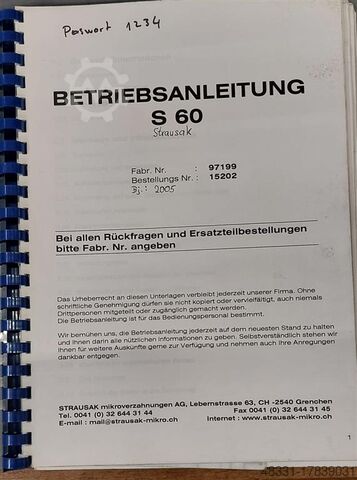 Paswort 1234
BETRIEBSANLEITUNG
S 60
Strausak
Fabr. Nr. : 97199
Bestellungs Nr. : 15202
Bj.: 2005
Bei allen Rückfragen und Ersatzteilbestellungen
bitte Fabr. Nr. angeben
Das Urheberrecht an diesen Unterlagen verbleibt jederzeit unserer Firma. Ohne
schriftliche Genehmigung dürfen sie nicht kopiert oder vervielfältigt, auch niemals
Drittpersonen mitgeteilt oder zugänglich gemacht werden.
Die Betriebsanleitung ist für das Bedienungspersonal bestimmt.
Wir bemühen uns, die Betriebsanleitung jederzeit auf dem neuesten Stand zu halten
und Ihnen darin alle nützlichen Informationen zu geben. Selbstverständlich stehen wir
Ihnen für weitere Auskünfte gerne zur Verfügung und nehmen auch Ihre Anregungen
dankbar entgegen.
STRAUSAK mikroverzahnungen AG, Lebernstrasse 63, CH -2540 Grenchen
Tel. 0041 (0) 32 644 31 44 Fax 0041 (0) 32 644 31 45
E-mail : mail@strausak-mikro.ch Internet : www.strausak-mikro.ch
1